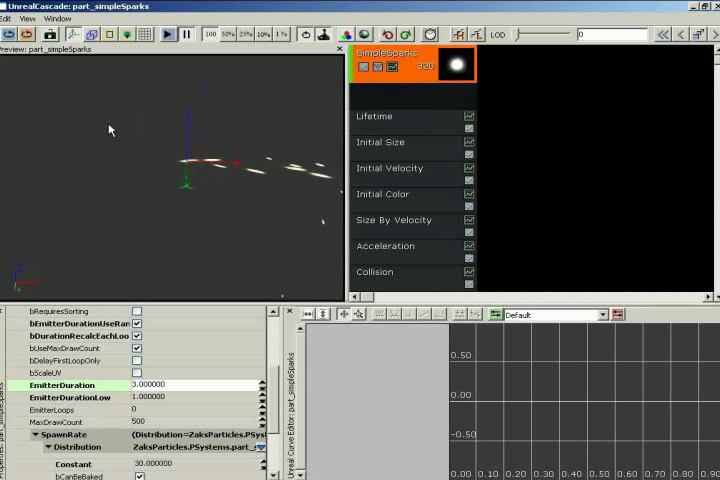 UnrealCascade: part_simpleSparks
Edit View Window
100 50% 25% 10% 1% LOD 0
Preview: part_simpleSparks
SimpleSparks
320
Lifetime
Initial Size
Initial Velocity
Initial Color
Size By Velocity
Acceleration
Collision
bRequiresSorting
bEmitterDurationUseRan
bDurationRecalcEachLoo
bUseMaxDrawCount
bDelayFirstLoopOnly
bScaleUV
EmitterDuration 3.000000
EmitterDurationLow 1.000000
EmitterLoops 0
MaxDrawCount 500
SpawnRate (Distribution=ZaksParticles.PSyst
Distribution ZaksParticles.PSystems.part_s
Constant 30.000000
bCanBeBaked
Unreal Curve Editor: part_simpleSparks
Default
0.50
0.00
-0.50
0.00 0.10 0.20 0.30 0.40 0.50 0.60 0.70 0.80 0.90